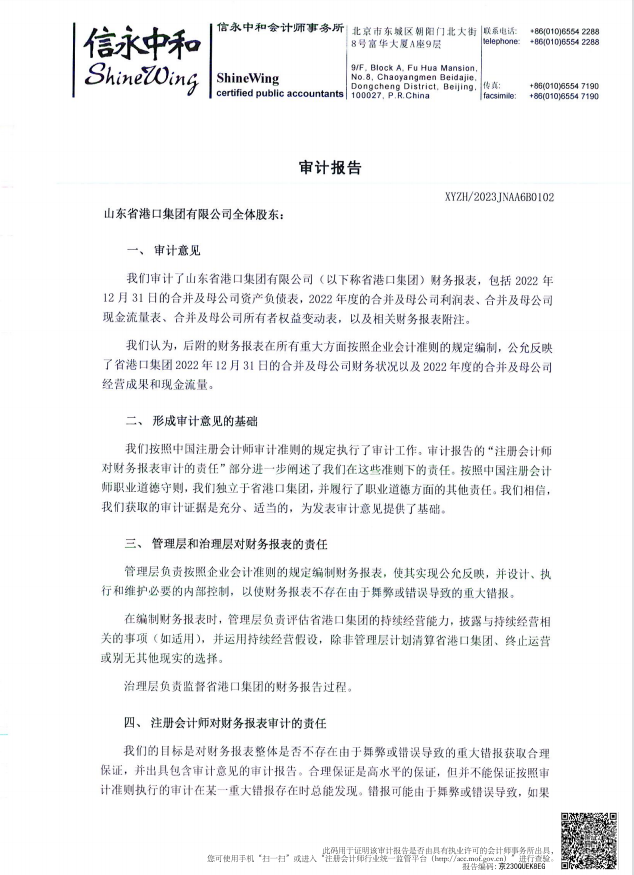 信永中和
ShineWing
信永中和会计师事务所
ShineWing
certified public accountants
北京市东城区朝阳门北大街
8号富华大厦A座9层
9/F, Block A, Fu Hua Mansion,
No.8, Chaoyangmen Beidajie,
Dongcheng District, Beijing,
100027, P.R.China
联系电话: +86(010)6554 2288
telephone: +86(010)6554 2288
传真: +86(010)6554 7190
facsimile: +86(010)6554 7190
审计报告
XYZH/2023JNAA6B0102
山东省港口集团有限公司全体股东：
一、 审计意见
我们审计了山东省港口集团有限公司（以下称省港口集团）财务报表，包括 2022 年
12 月 31 日的合并及母公司资产负债表，2022 年度的合并及母公司利润表、合并及母公司
现金流量表、合并及母公司所有者权益变动表，以及相关财务报表附注。
我们认为，后附的财务报表在所有重大方面按照企业会计准则的规定编制，公允反映
了省港口集团 2022 年 12 月 31 日的合并及母公司财务状况以及 2022 年度的合并及母公司
经营成果和现金流量。
二、 形成审计意见的基础
我们按照中国注册会计师审计准则的规定执行了审计工作。审计报告的“注册会计师
对财务报表审计的责任”部分进一步阐述了我们在这些准则下的责任。按照中国注册会计
师职业道德守则，我们独立于省港口集团，并履行了职业道德方面的其他责任。我们相信，
我们获取的审计证据是充分、适当的，为发表审计意见提供了基础。
三、 管理层和治理层对财务报表的责任
管理层负责按照企业会计准则的规定编制财务报表，使其实现公允反映，并设计、执
行和维护必要的内部控制，以使财务报表不存在由于舞弊或错误导致的重大错报。
在编制财务报表时，管理层负责评估省港口集团的持续经营能力，披露与持续经营相
关的事项（如适用），并运用持续经营假设，除非管理层计划清算省港口集团、终止运营
或别无其他现实的选择。
治理层负责监督省港口集团的财务报告过程。
四、 注册会计师对财务报表审计的责任
我们的目标是对财务报表整体是否不存在由于舞弊或错误导致的重大错报获取合理
保证，并出具包含审计意见的审计报告。合理保证是高水平的保证，但并不能保证按照审
计准则执行的审计在某一重大错报存在时总能发现。错报可能由于舞弊或错误导致，如果
此码用于证明该审计报告是否由具有执业许可的会计师事务所出具，
您可使用手机“扫一扫”或进入“注册会计师行业统一监管平台（http://acc.mof.gov.cn）”进行查验。
报告编码：京230QUEK8EG